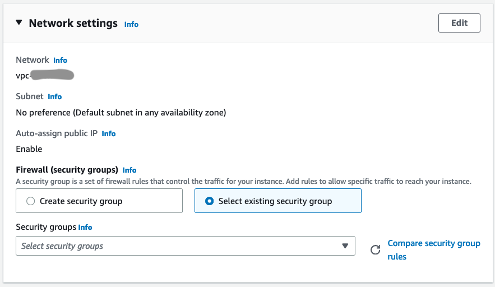 Network settings Info
Edit
Network Info
vpc-
Subnet Info
No preference (Default subnet in any availability zone)
Auto-assign public IP Info
Enable
Firewall (security groups) Info
A security group is a set of firewall rules that control the traffic for your instance. Add rules to allow specific traffic to reach your instance.
Create security group
Select existing security group
Security groups Info
Select security groups
Compare security group
rules